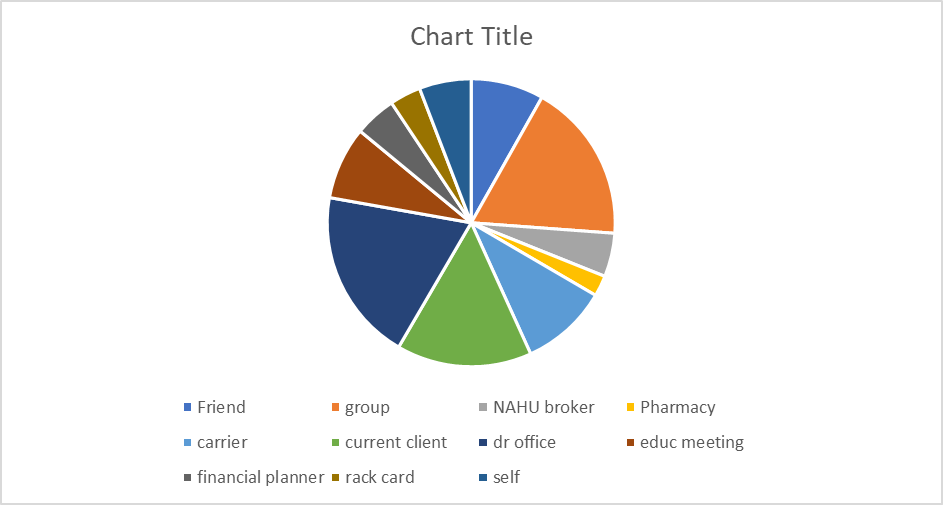 Chart Title
Friend group NAHU broker Pharmacy
carrier current client dr office educ meeting
financial planner rack card self